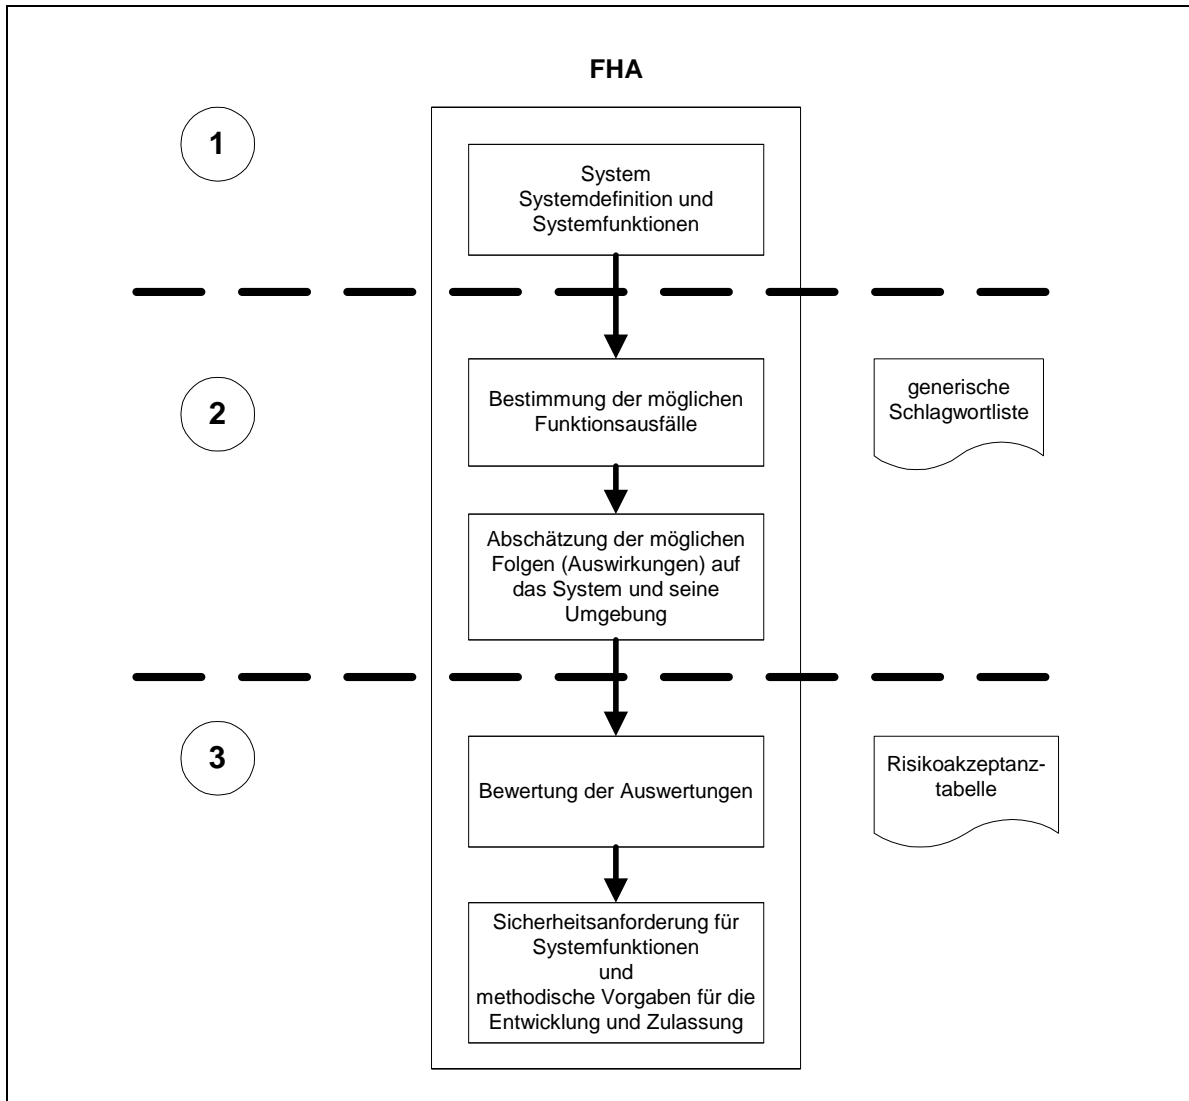 FHA
1
System
Systemdefinition und
Systemfunktionen
2
Bestimmung der möglichen
Funktionsausfälle
generische
Schlagwortliste
Abschätzung der möglichen
Folgen (Auswirkungen) auf
das System und seine
Umgebung
3
Bewertung der Auswertungen
Risikoakzeptanz-
tabelle
Sicherheitsanforderung für
Systemfunktionen
und
methodische Vorgaben für die
Entwicklung und Zulassung